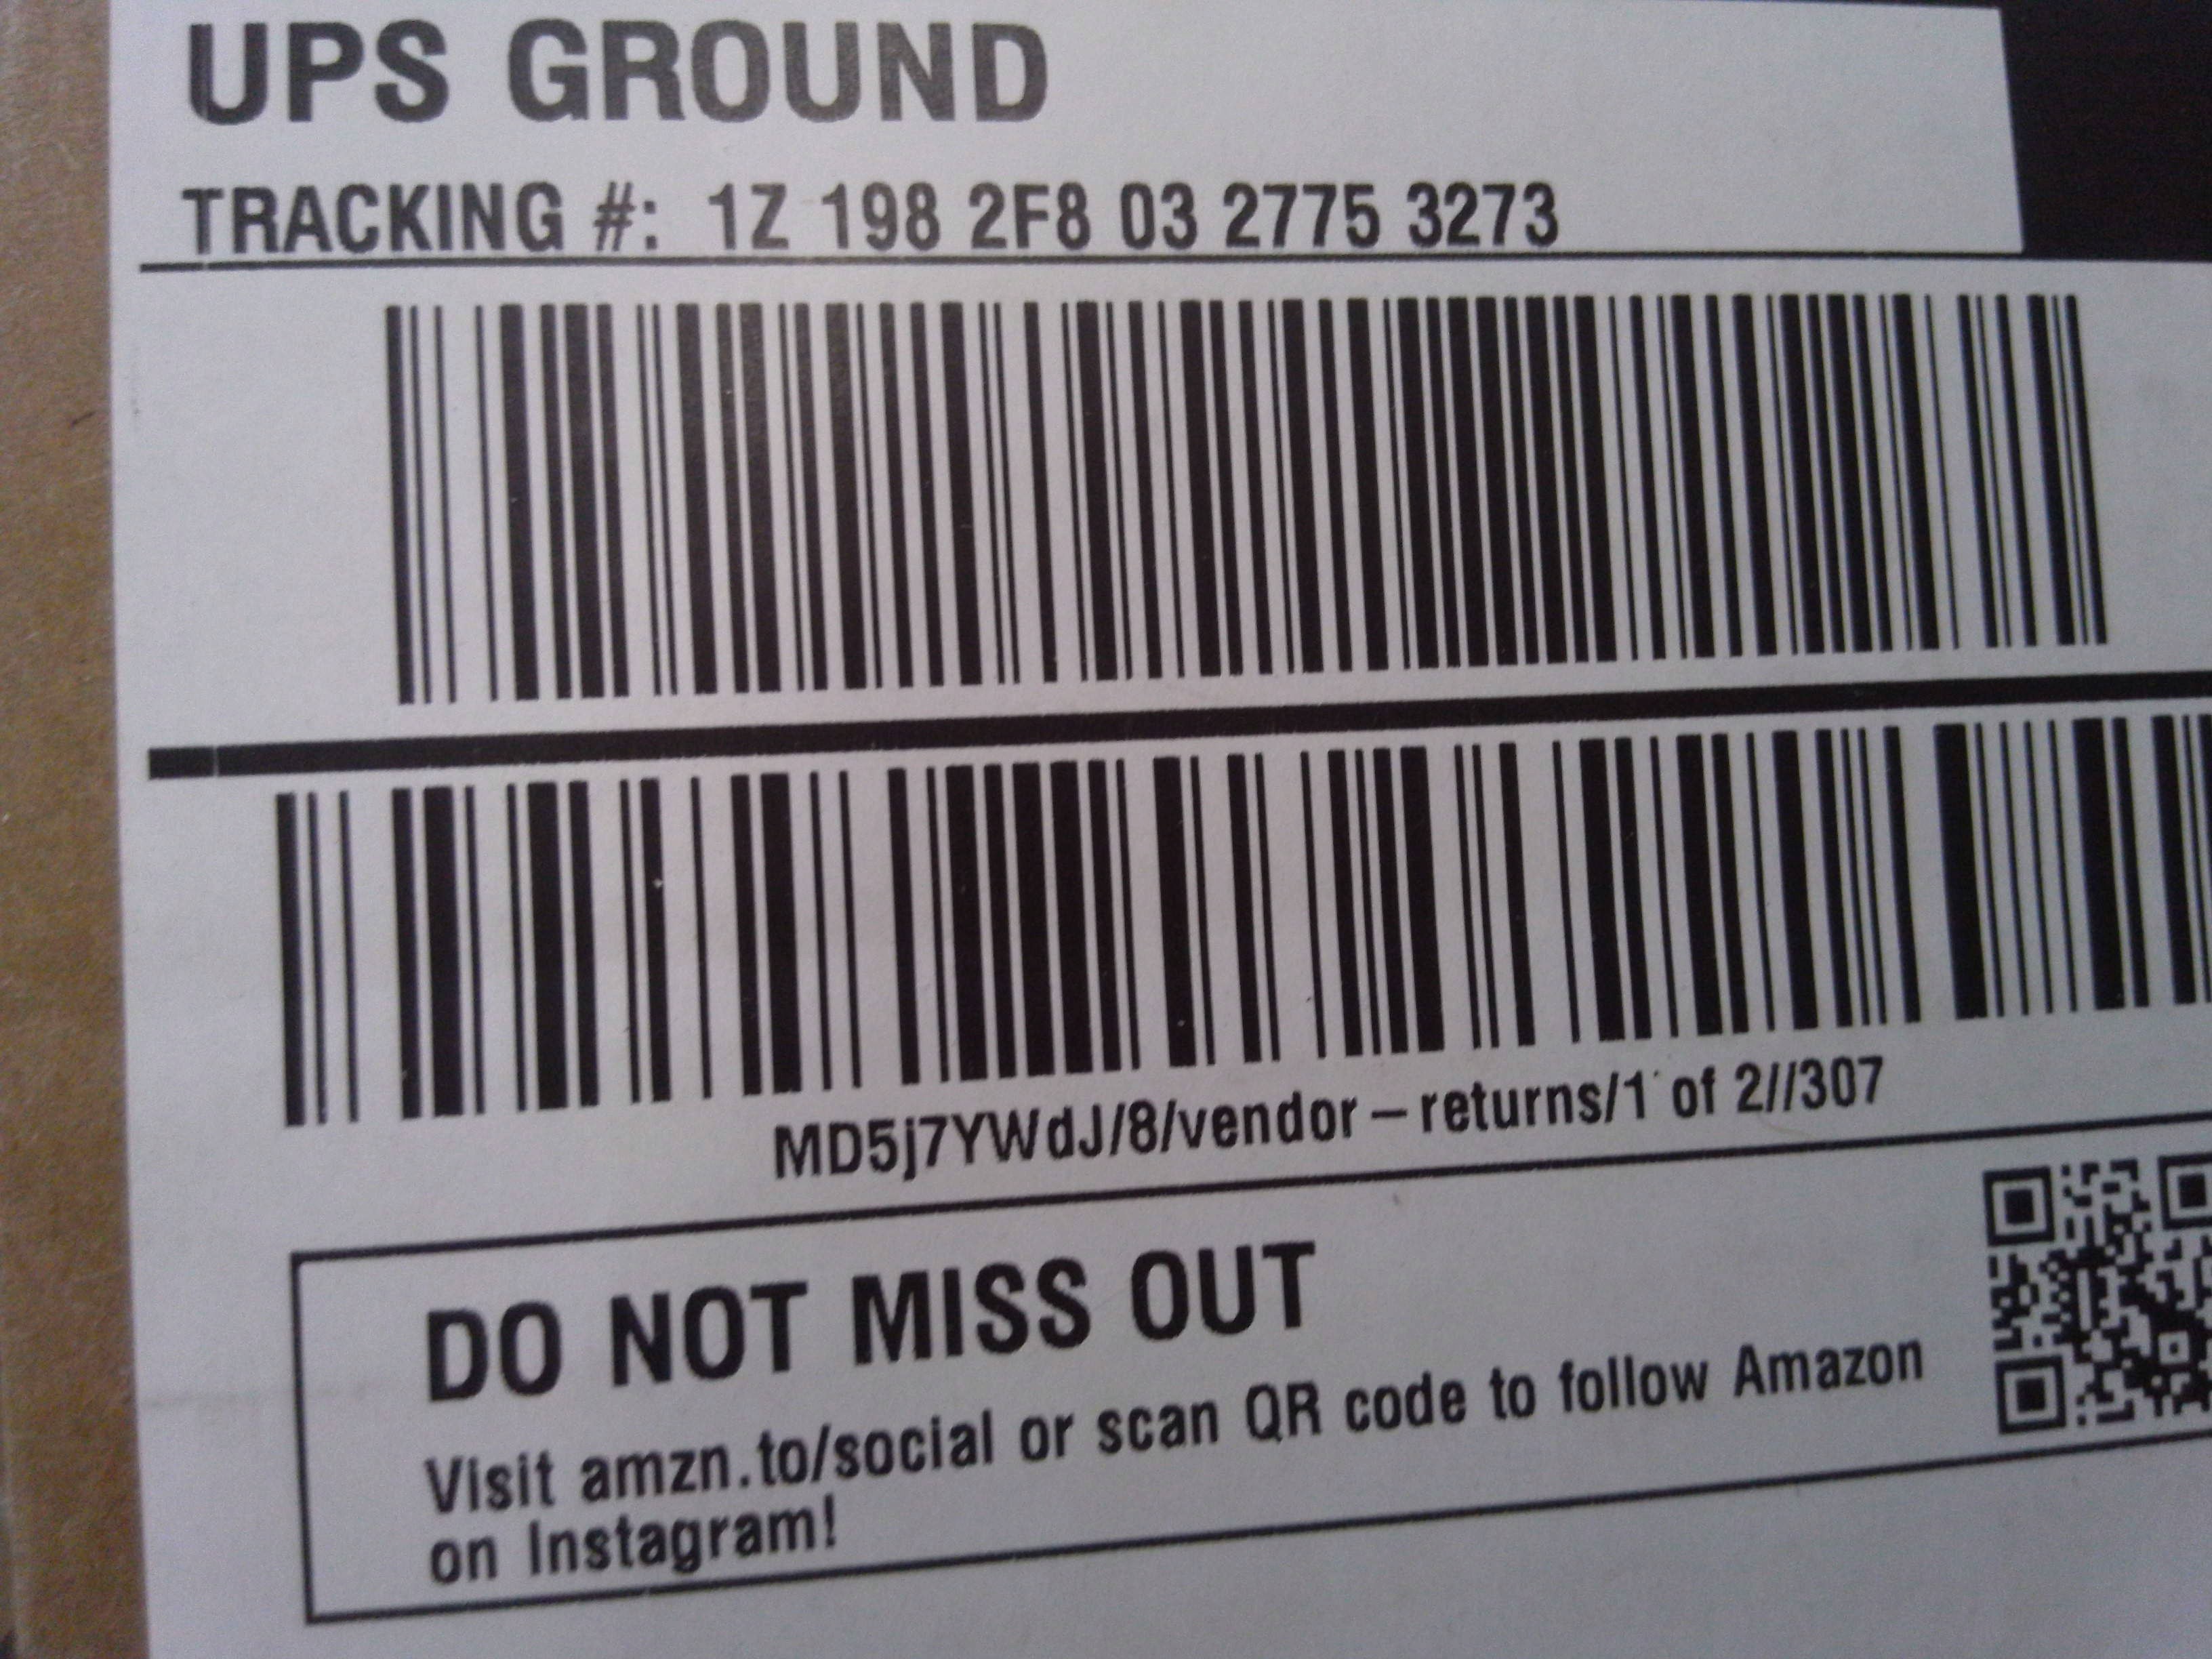 UPS GROUND
TRACKING #: 1Z 198 2F8 03 2775 3273
MD5j7YWdJ/8/vendor-returns/1 of 2//307
DO NOT MISS OUT
Visit amzn.to/social or scan QR code to follow Amazon
on Instagram!